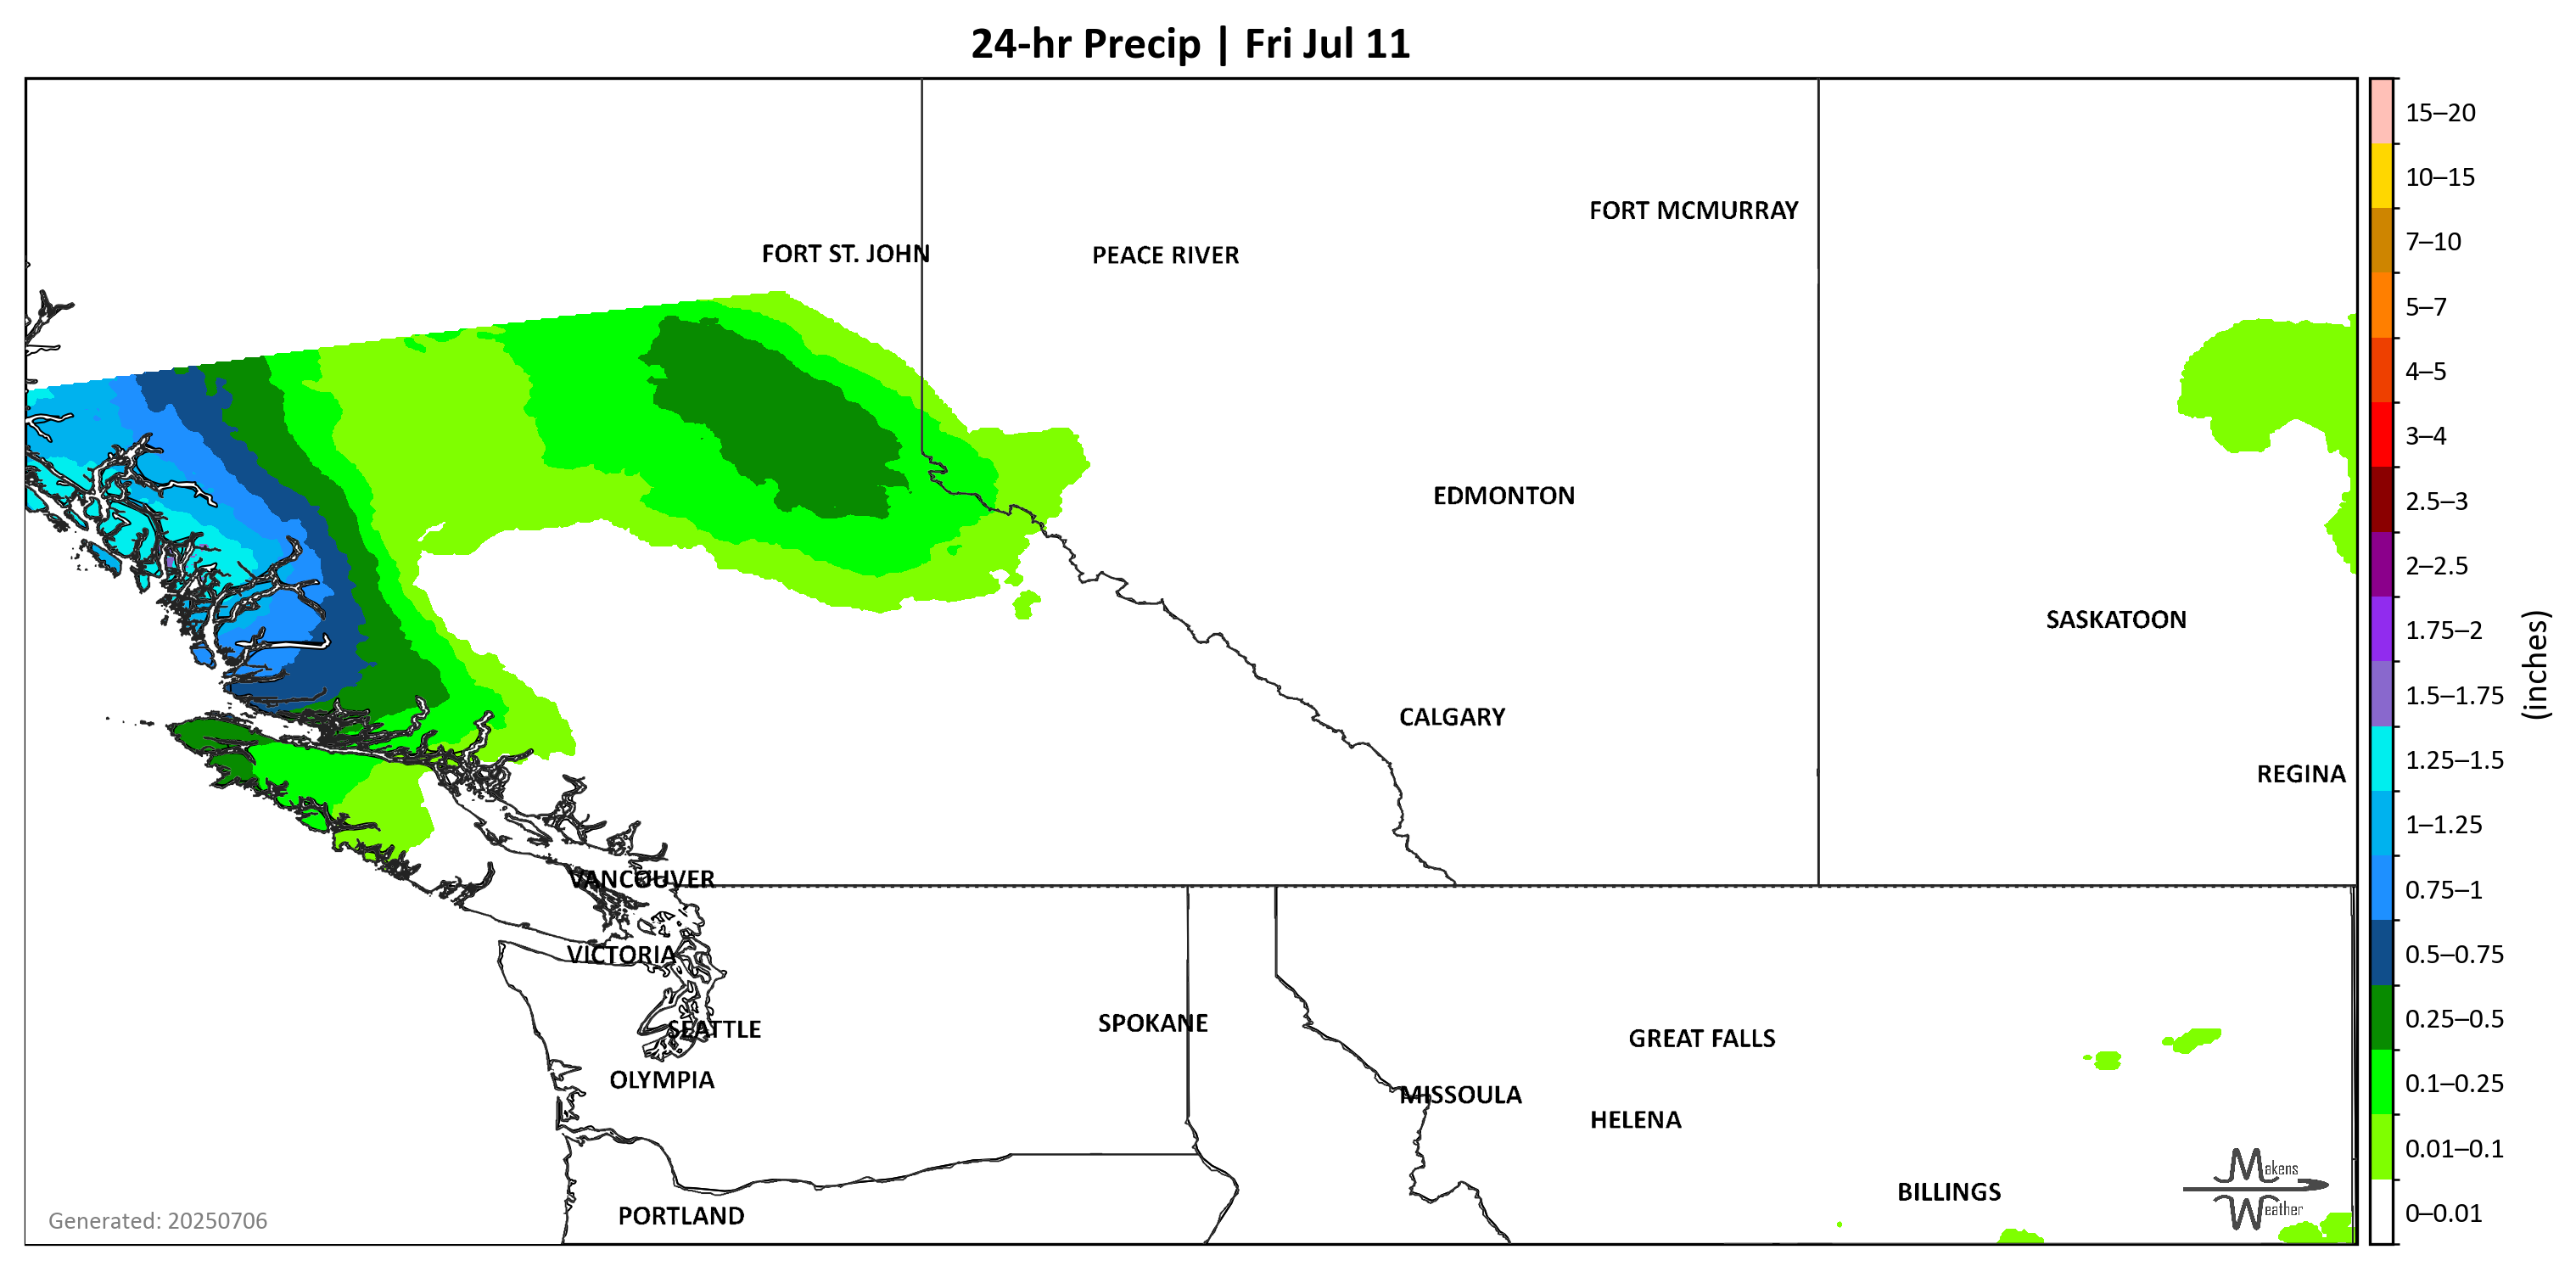 24-hr Precip | Fri Jul 11
15–20
10–15
FORT MCMURRAY
7–10
FORT ST. JOHN
PEACE RIVER
5–7
4–5
3–4
EDMONTON
2.5–3
2–2.5
SASKATOON
1.75–2
(inches)
1.5–1.75
CALGARY
1.25–1.5
REGINA
1–1.25
VANCOUVER
0.75–1
VICTORIA
0.5–0.75
SEATTLE
SPOKANE
GREAT FALLS
0.25–0.5
OLYMPIA
MISSOULA
0.1–0.25
HELENA
0.01–0.1
Makens
Weather
BILLINGS
PORTLAND
0–0.01
Generated: 20250706